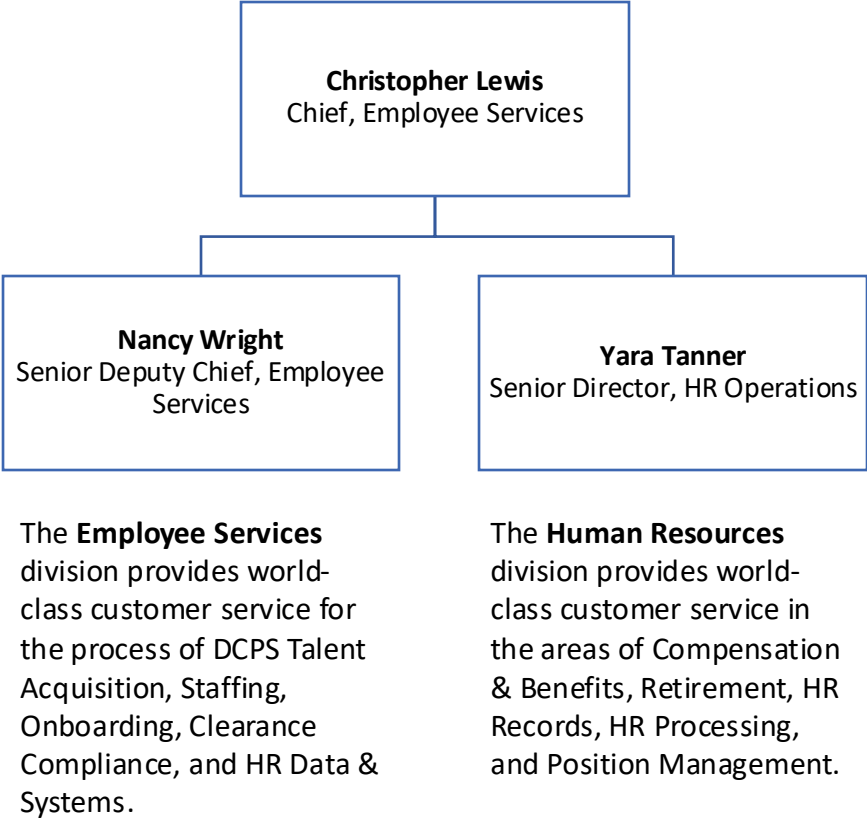 Christopher Lewis
Chief, Employee Services
Nancy Wright
Senior Deputy Chief, Employee
Services
Yara Tanner
Senior Director, HR Operations
The Employee Services
division provides world-
class customer service for
the process of DCPS Talent
Acquisition, Staffing,
Onboarding, Clearance
Compliance, and HR Data &
Systems.
The Human Resources
division provides world-
class customer service in
the areas of Compensation
& Benefits, Retirement, HR
Records, HR Processing,
and Position Management.